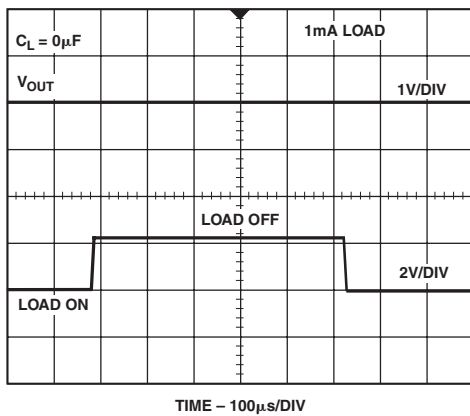 C_L = 0μF
1mA LOAD
V_OUT
1V/DIV
LOAD OFF
2V/DIV
LOAD ON
TIME – 100μs/DIV